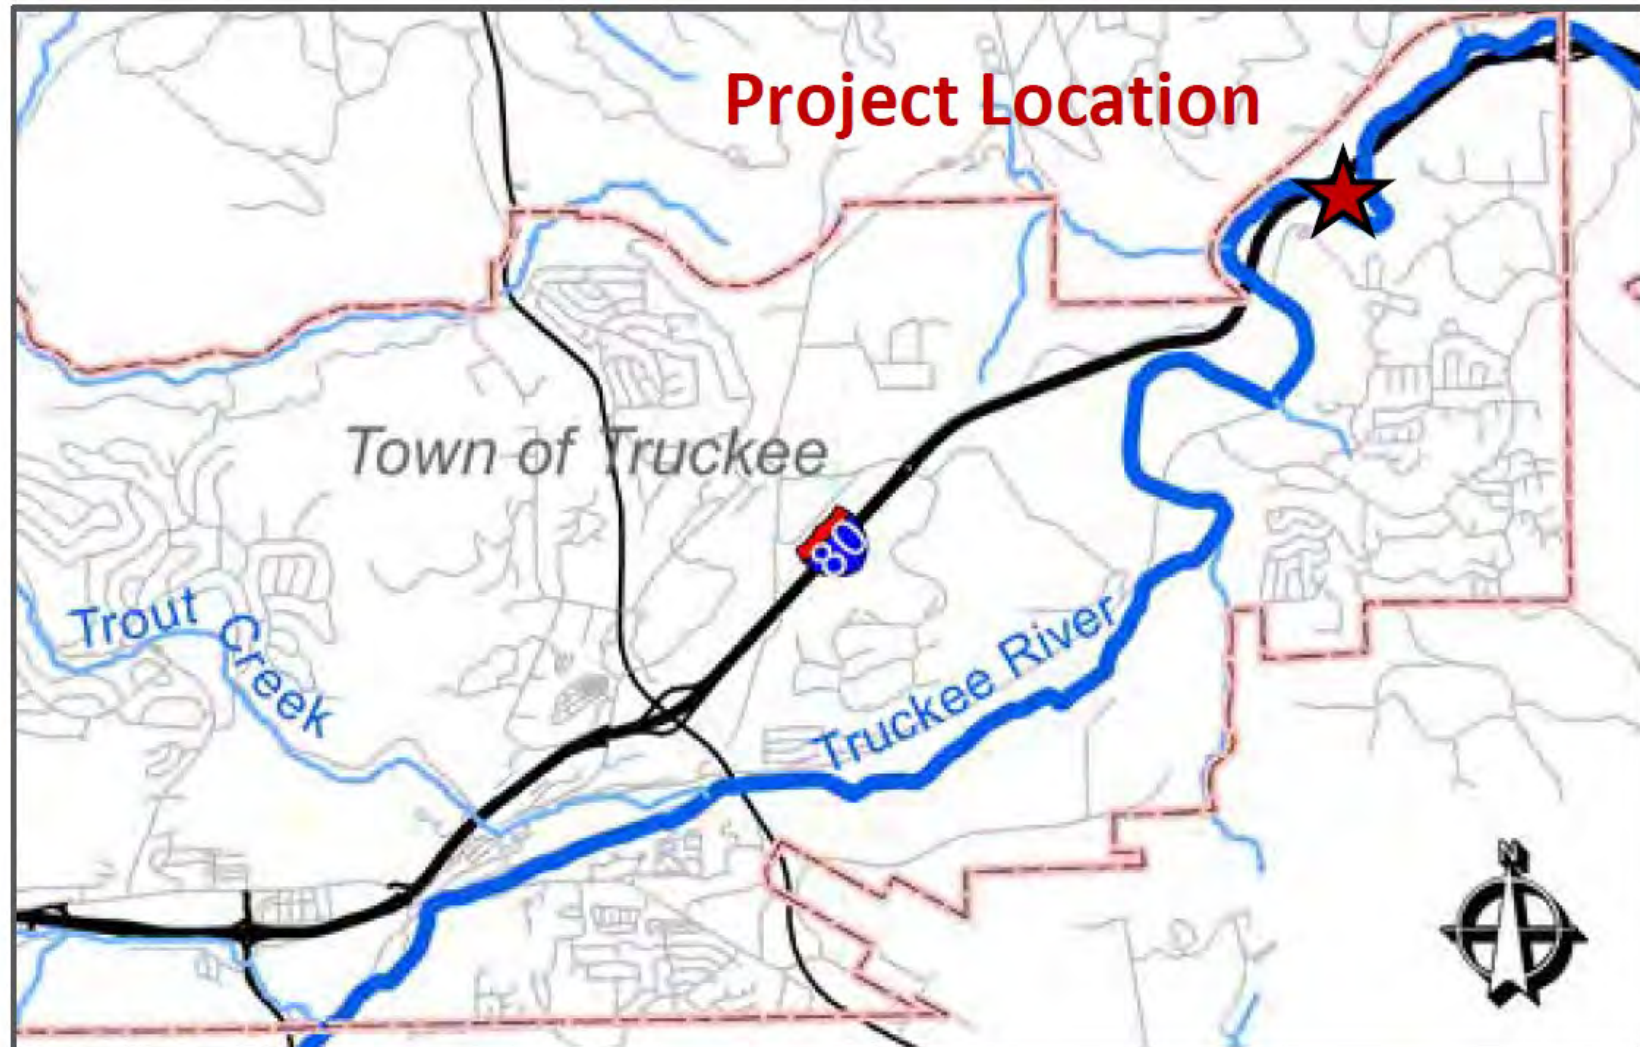 Project Location
Town of Truckee
80
Trout Creek
Truckee River
N